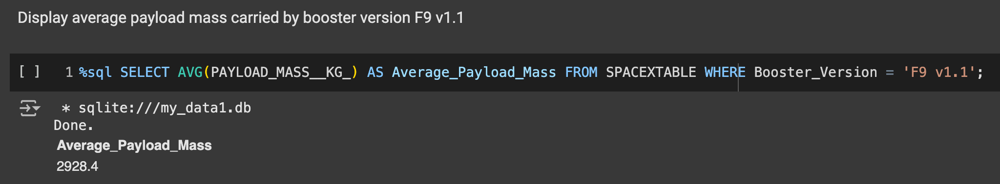 Display average payload mass carried by booster version F9 v1.1
[ ] 1 %sql SELECT AVG(PAYLOAD_MASS__KG_) AS Average_Payload_Mass FROM SPACEXTABLE WHERE Booster_Version = 'F9 v1.1';
* sqlite:///my_data1.db
Done.
Average_Payload_Mass
2928.4